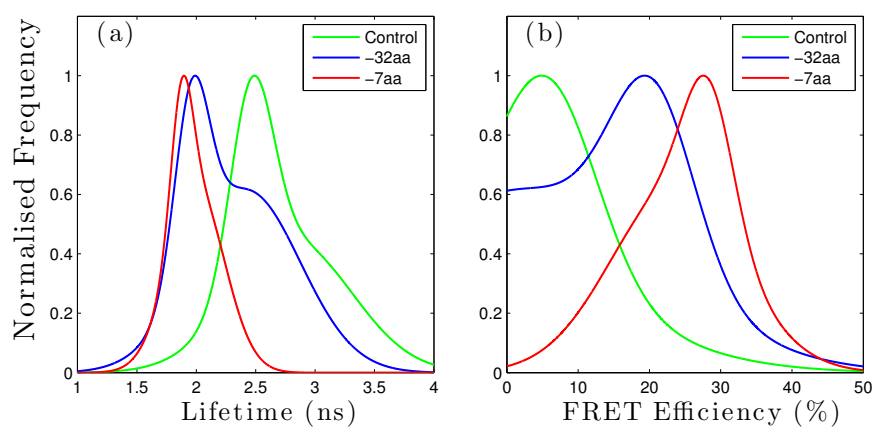 (a)
Control
−32aa
−7aa
Normalised Frequency
1
0.8
0.6
0.4
0.2
0
1 1.5 2 2.5 3 3.5 4
Lifetime (ns)
(b)
Control
−32aa
−7aa
1
0.8
0.6
0.4
0.2
0
0 10 20 30 40 50
FRET Efficiency (%)